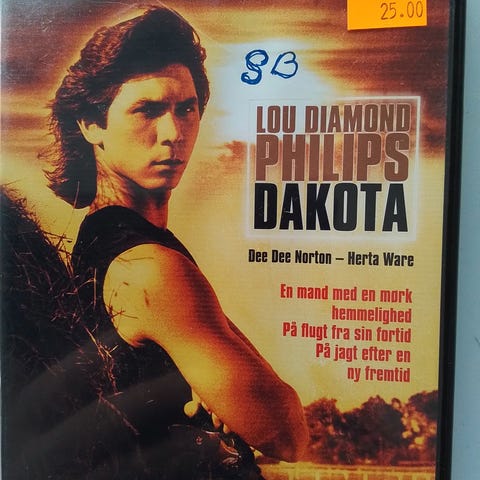 25.00
SB
LOU DIAMOND
PHILIPS
DAKOTA
Dee Dee Norton – Herta Ware
En mand med en mørk
hemmelighed
På flugt fra sin fortid
På jagt efter en
ny fremtid